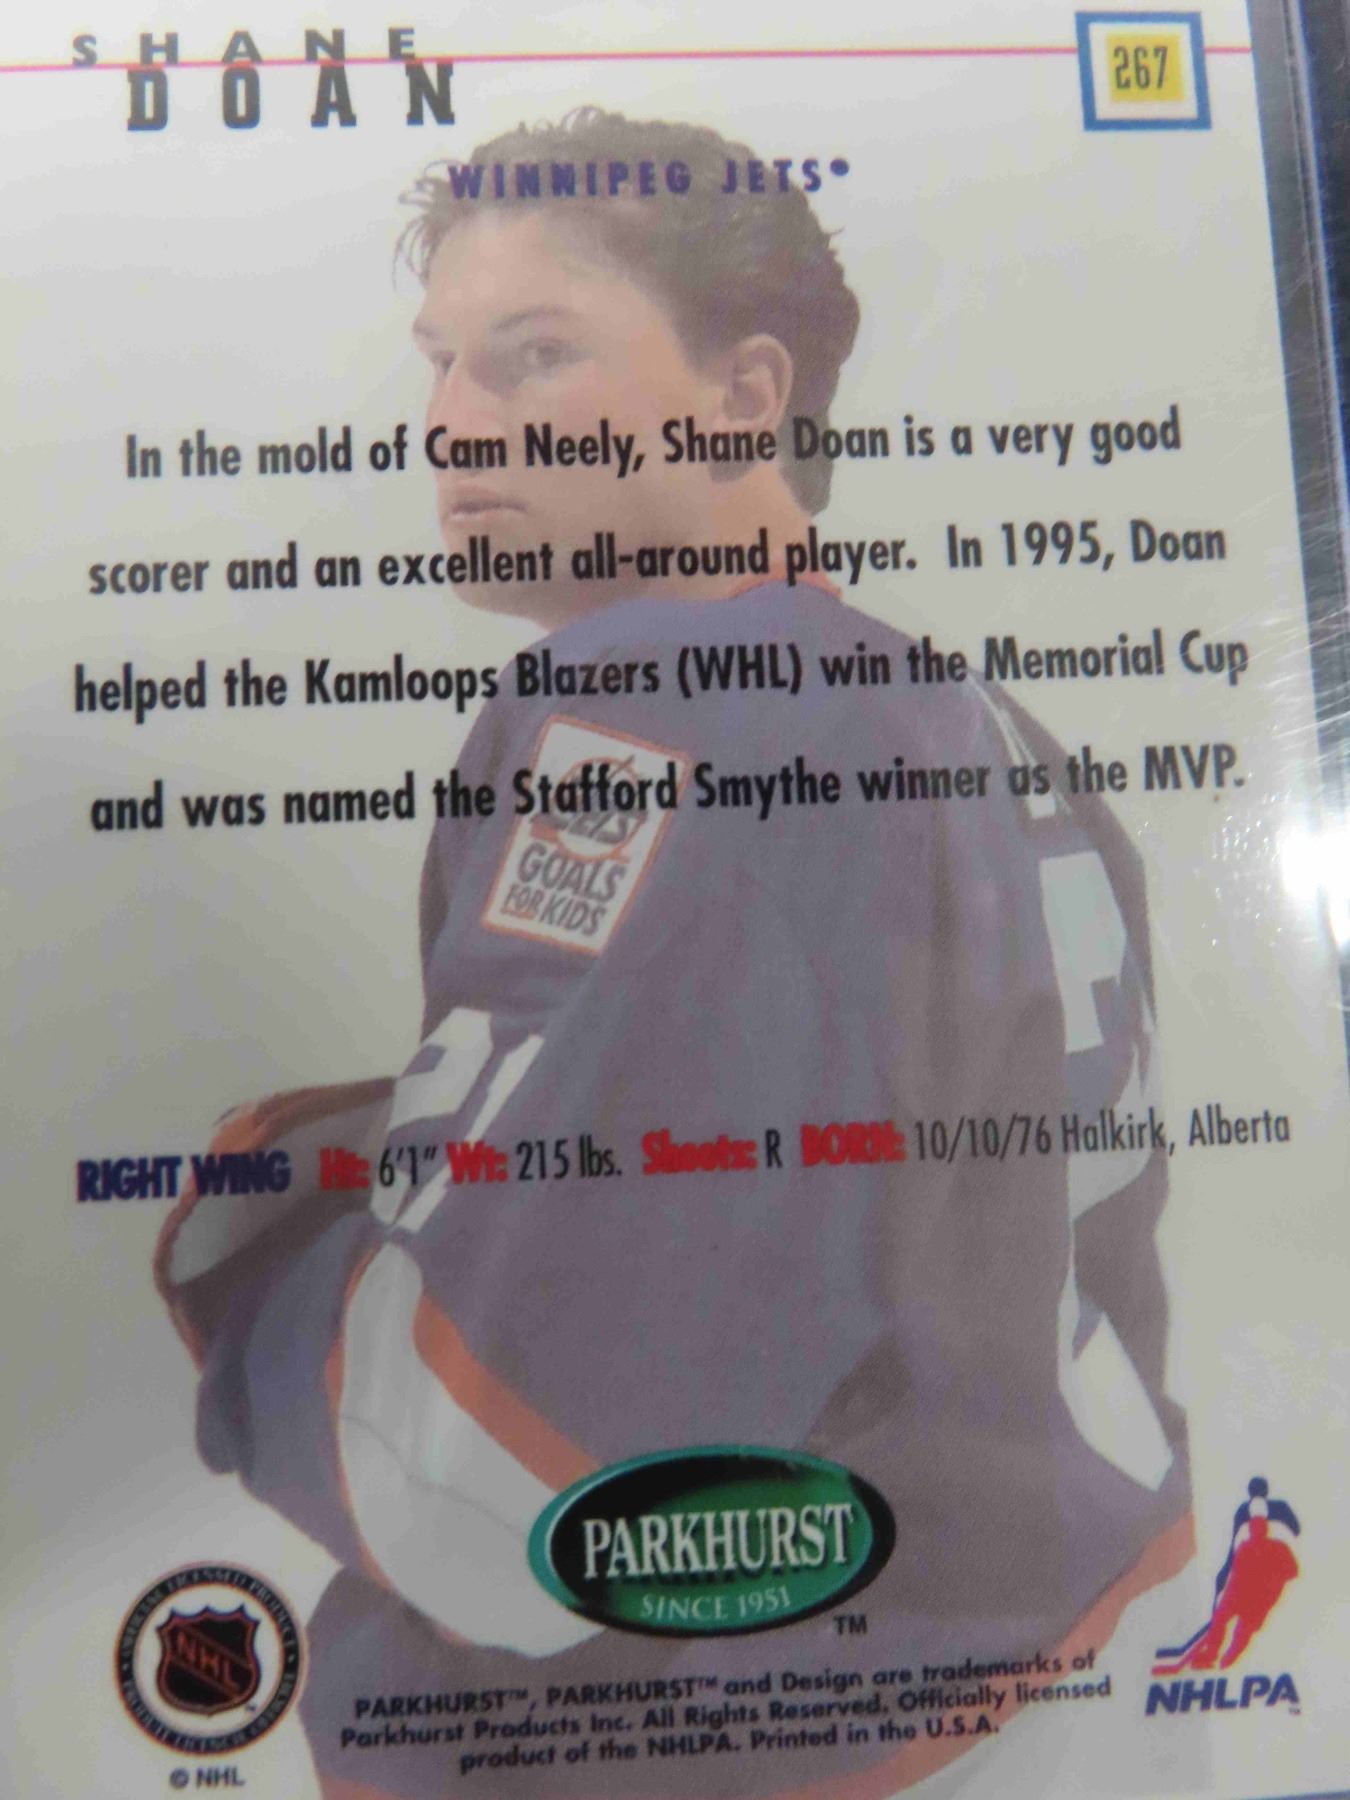 SHANE
DOAN
267
WINNIPEG JETS•
In the mold of Cam Neely, Shane Doan is a very good
scorer and an excellent all-around player. In 1995, Doan
helped the Kamloops Blazers (WHL) win the Memorial Cup
and was named the Stafford Smythe winner as the MVP.
GOALS
FOR KIDS
RIGHT WING Ht: 6'1" Wt: 215 lbs. Shoots: R BORN: 10/10/76 Halkirk, Alberta
PARKHURST
SINCE 1951
TM
NHL
© NHL
PARKHURST™, PARKHURST™ and Design are trademarks of
Parkhurst Products Inc. All Rights Reserved. Officially licensed
product of the NHLPA. Printed in the U.S.A.
NHLPA